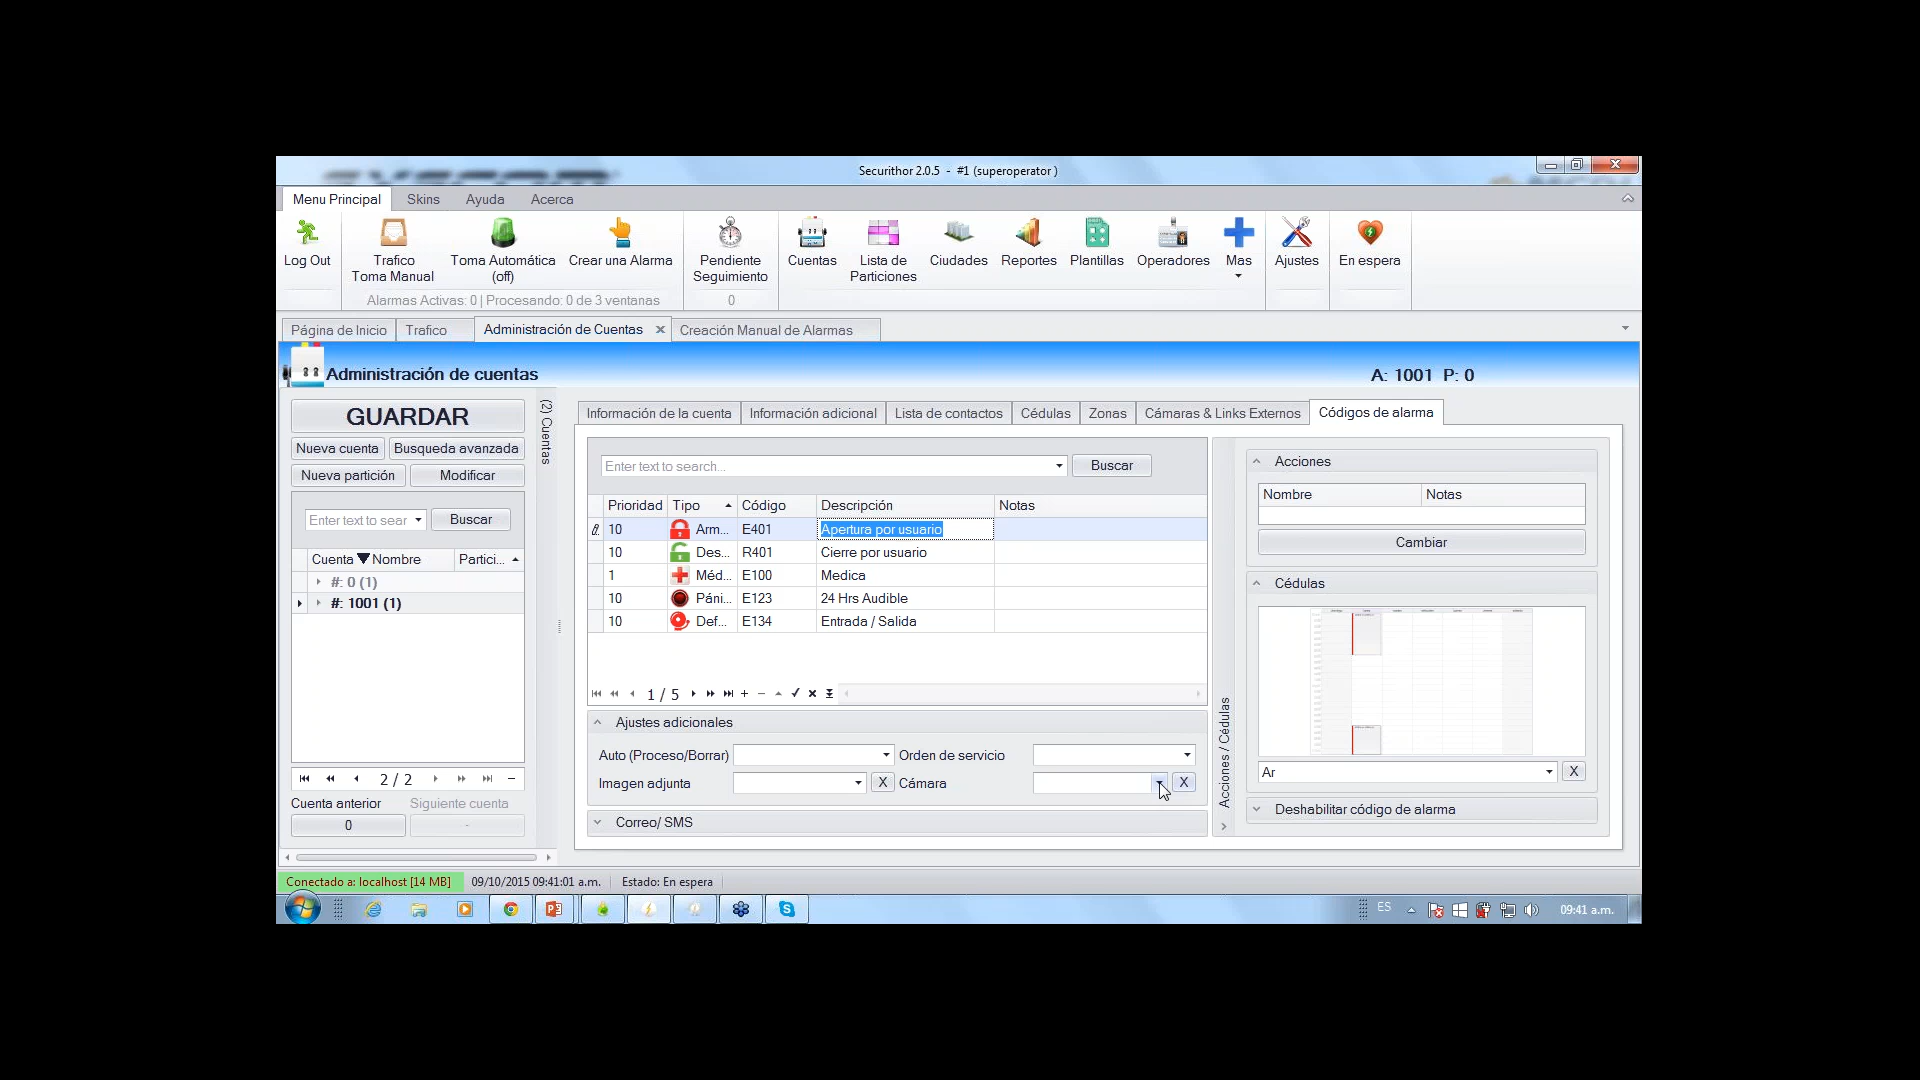 Securithor 2.0.5 - #1 (superoperator )
Menu Principal Skins Ayuda Acerca
Log Out
Trafico
Toma Manual
Toma Automática
(off)
Crear una Alarma
Alarmas Activas: 0 | Procesando: 0 de 3 ventanas
Pendiente
Seguimiento
0
Cuentas
Lista de
Particiones
Ciudades
Reportes
Plantillas
Operadores
Mas
Ajustes
En espera
Página de Inicio Trafico Administración de Cuentas Creación Manual de Alarmas
Administración de cuentas A: 1001 P: 0
GUARDAR
Nueva cuenta Busqueda avanzada
Nueva partición Modificar
Enter text to sear Buscar
Cuenta Nombre Partici...
#: 0 (1)
#: 1001 (1)
2 / 2
Cuenta anterior Siguiente cuenta
0 -
(2) Cuentas
Información de la cuenta Información adicional Lista de contactos Cédulas Zonas Cámaras & Links Externos Códigos de alarma
Enter text to search... Buscar
Prioridad Tipo Código Descripción Notas
10 Arm... E401 Apertura por usuario
10 Des... R401 Cierre por usuario
1 Méd... E100 Medica
10 Páni... E123 24 Hrs Audible
10 Def... E134 Entrada / Salida
1 / 5
Ajustes adicionales
Auto (Proceso/Borrar) Orden de servicio
Imagen adjunta X Cámara X
Correo/ SMS
Acciones / Cédulas
Acciones
Nombre Notas
Cambiar
Cédulas
Ar X
Deshabilitar código de alarma
Conectado a: localhost [14 MB] 09/10/2015 09:41:01 a.m. Estado: En espera
ES 09:41 a.m.